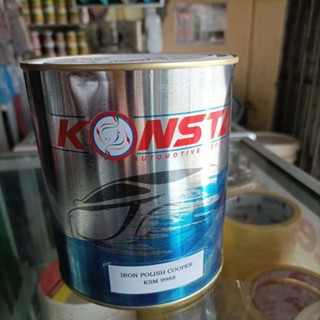 KONST
AUTOMOTIVE
IRON POLISH COOPER
KSM 9988